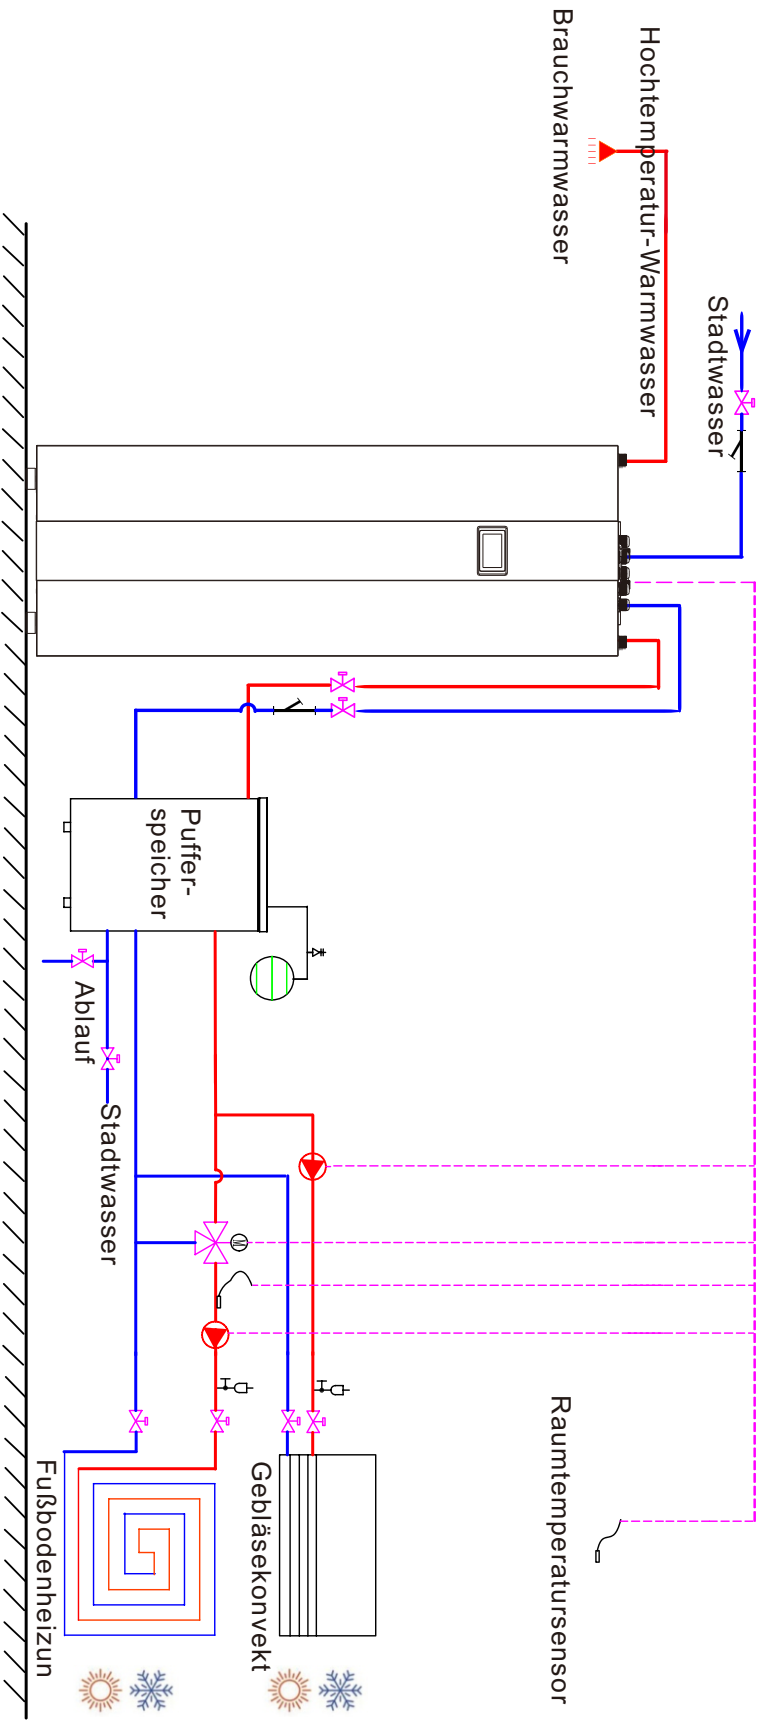 Stadtwasser
Hochtemperatur-Warmwasser
Brauchwarmwasser
Raumtemperatursensor
Puffer-
speicher
Gebläsekonvekt
M
Ablauf
Stadtwasser
Fußbodenheizun